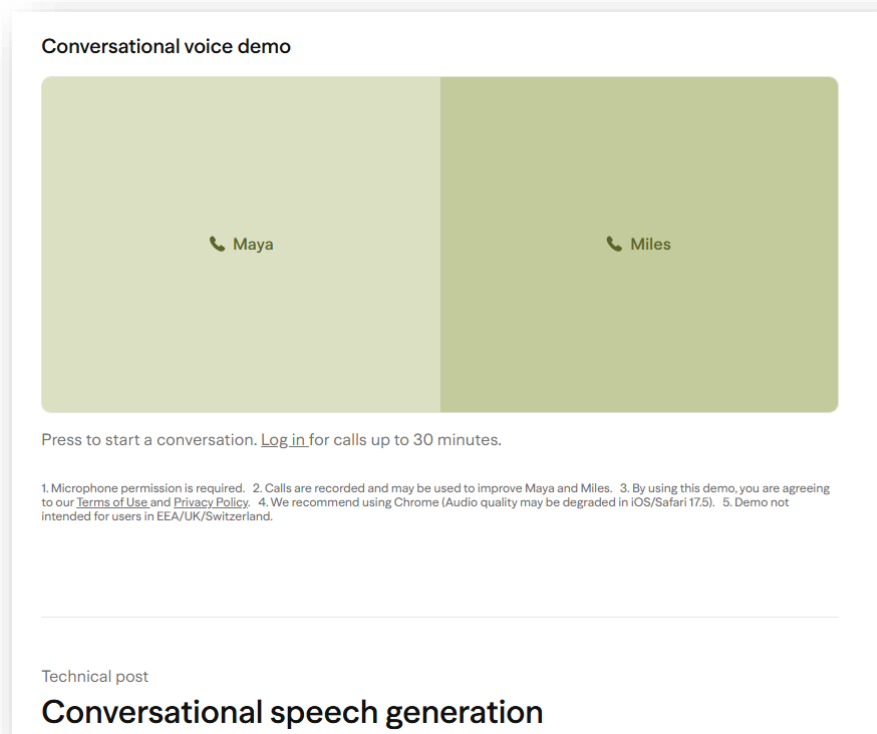 Conversational voice demo
Maya
Miles
Press to start a conversation. Log in for calls up to 30 minutes.
1. Microphone permission is required. 2. Calls are recorded and may be used to improve Maya and Miles. 3. By using this demo, you are agreeing
to our Terms of Use and Privacy Policy. 4. We recommend using Chrome (Audio quality may be degraded in iOS/Safari 17.5). 5. Demo not
intended for users in EEA/UK/Switzerland.
Technical post
Conversational speech generation